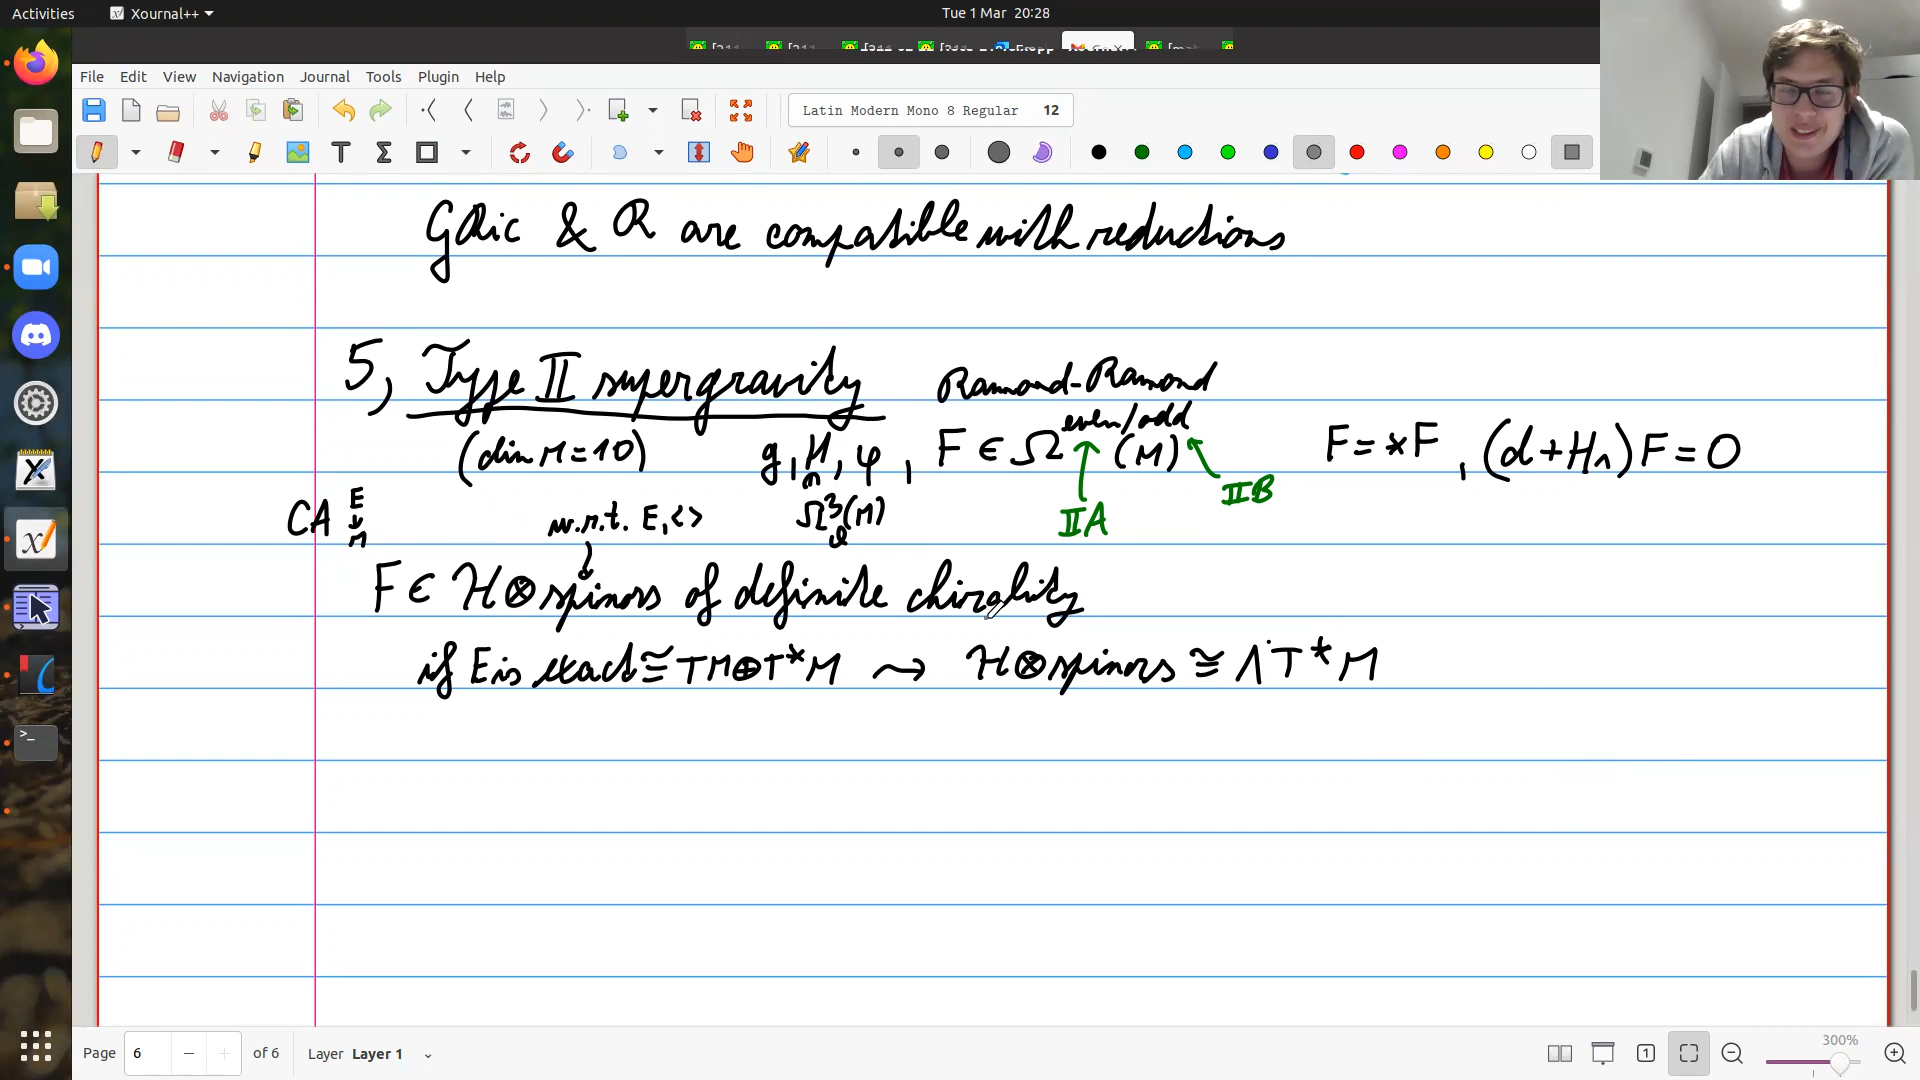 Activities Xournal++ Tue 1 Mar 20:28
File Edit View Navigation Journal Tools Plugin Help
Latin Modern Mono 8 Regular 12
GRic & R are compatible with reductions
5, Type II supergravity Ramond-Ramond
(dim M=10) g, H, φ, F ∈ Ω^{even/odd}(M) F = *F, (d+H∧)F = 0
CA E ↓ M w.r.t. E,<> Ω³(M) IIA IIB
F ∈ H⊗spinors of definite chirality
if E is exact ≅ TM⊕T*M ⇝ H⊗spinors ≅ Λ˙T*M
Page 6 of 6 Layer Layer 1 300%